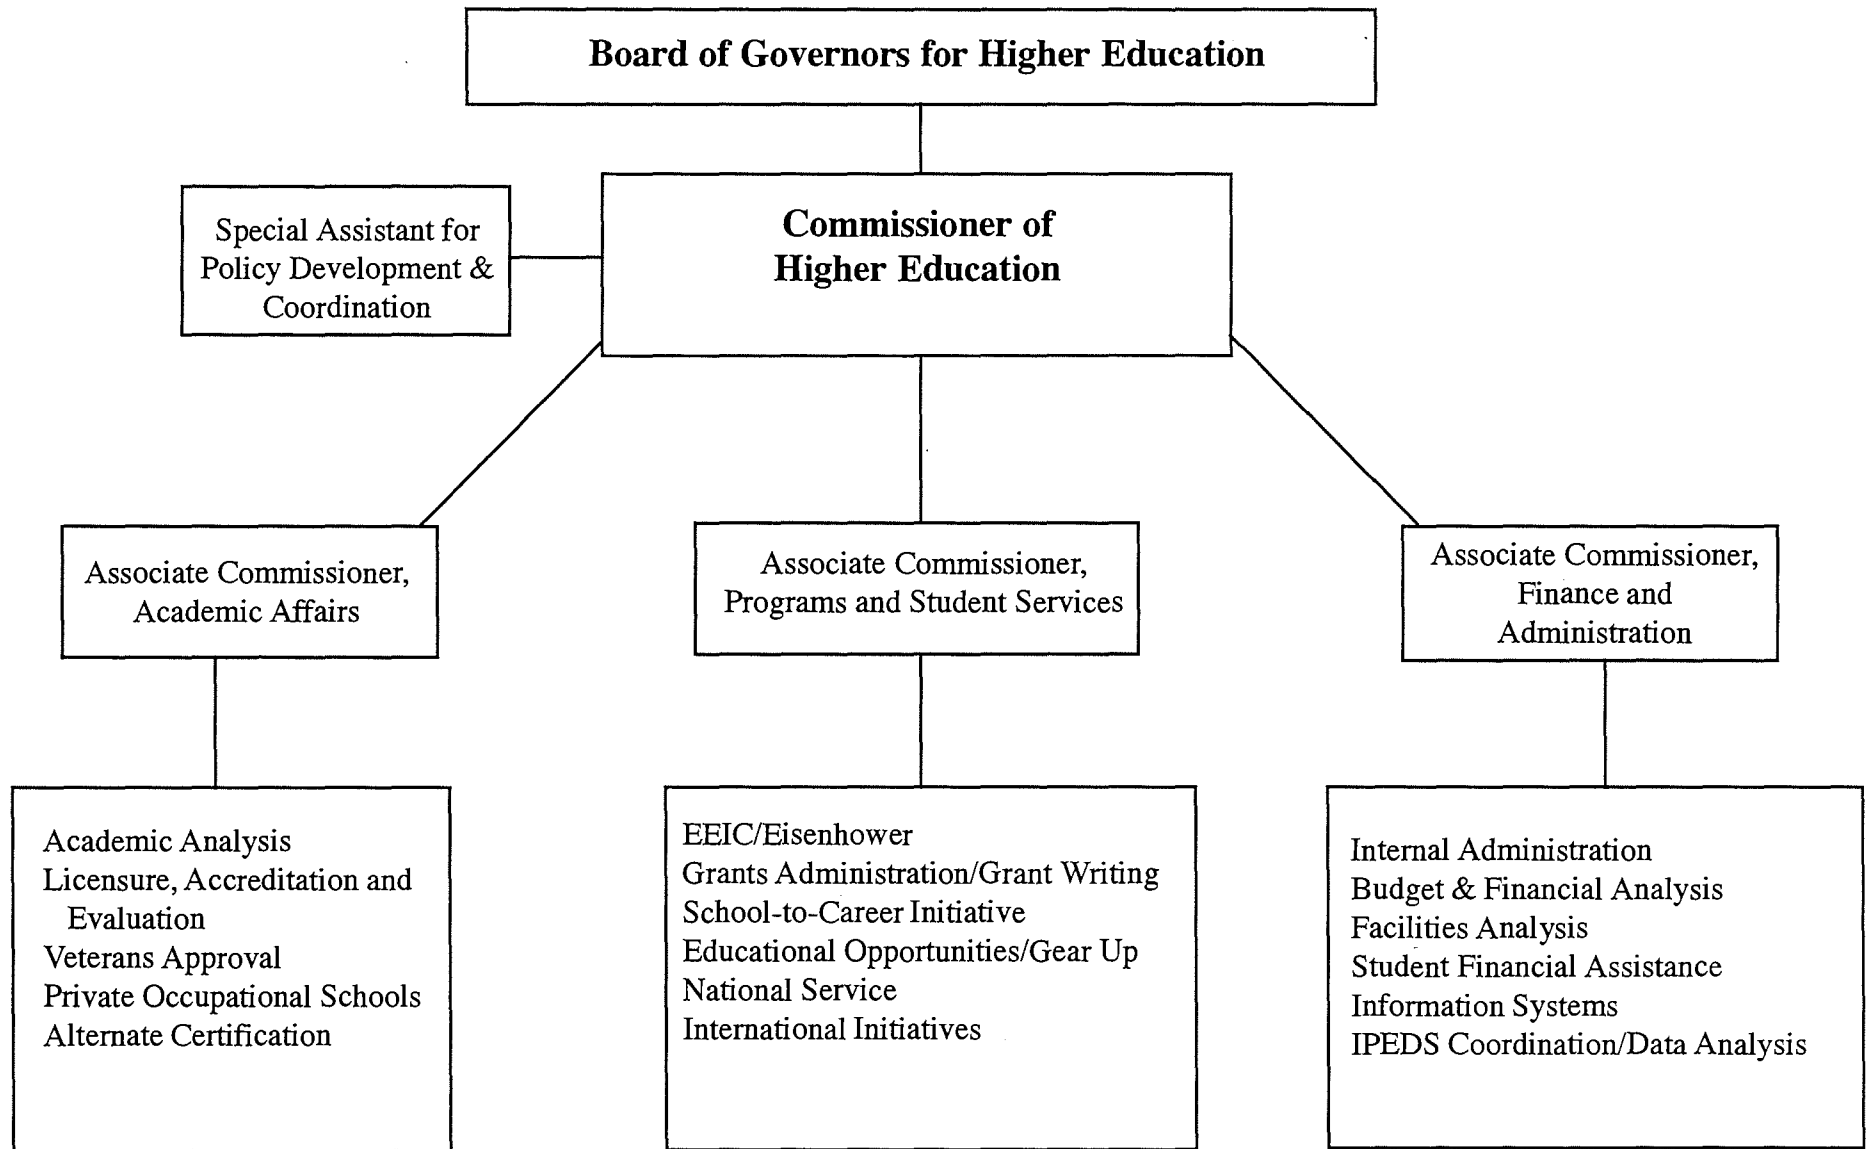 Board of Governors for Higher Education
Commissioner of
Higher Education
Special Assistant for
Policy Development &
Coordination
Associate Commissioner,
Academic Affairs
Associate Commissioner,
Programs and Student Services
Associate Commissioner,
Finance and
Administration
Academic Analysis
Licensure, Accreditation and
Evaluation
Veterans Approval
Private Occupational Schools
Alternate Certification
EEIC/Eisenhower
Grants Administration/Grant Writing
School-to-Career Initiative
Educational Opportunities/Gear Up
National Service
International Initiatives
Internal Administration
Budget & Financial Analysis
Facilities Analysis
Student Financial Assistance
Information Systems
IPEDS Coordination/Data Analysis